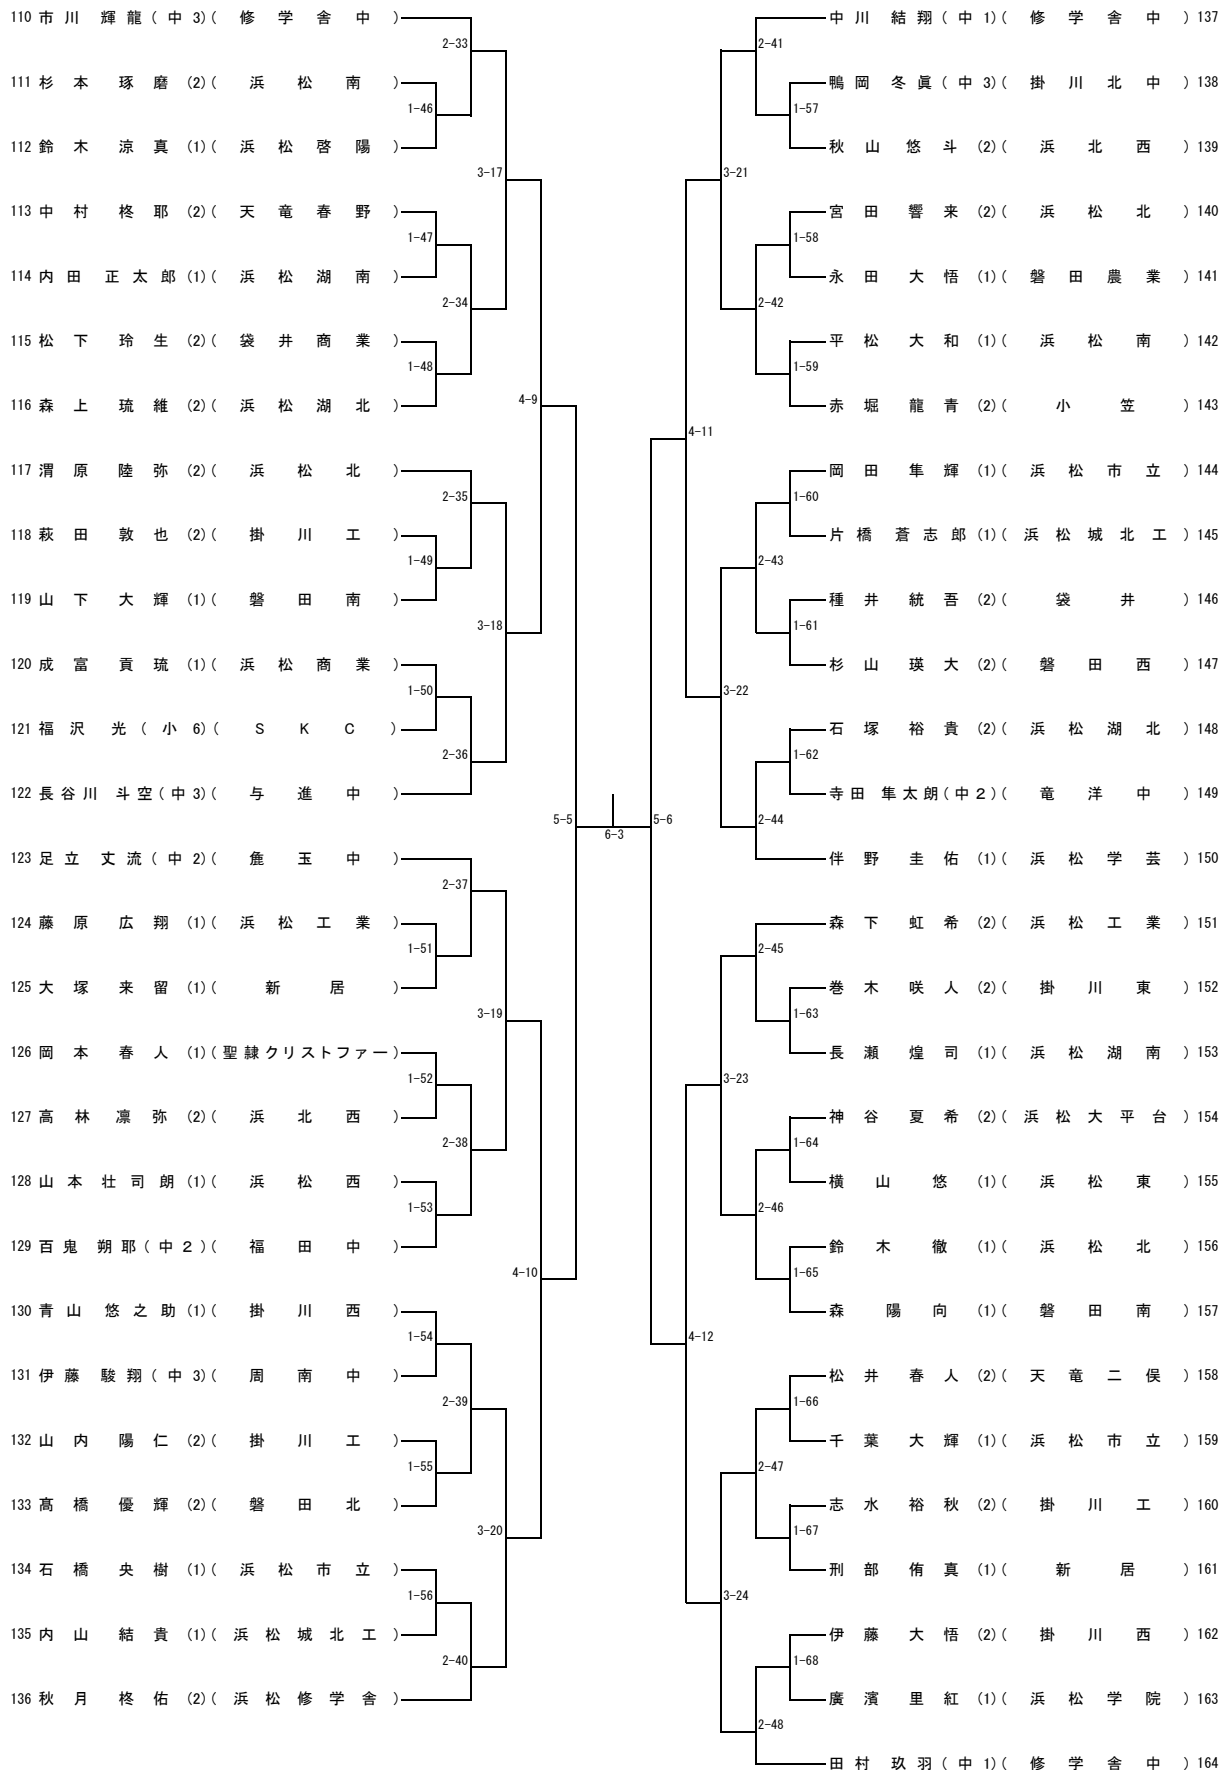 110 市川 輝龍 (中3) (修学舎中)
2-33
111 杉本 琢磨 (2) (浜松南)
1-46
112 鈴木 涼真 (1) (浜松啓陽)
3-17
113 中村 柊耶 (2) (天竜春野)
1-47
114 内田 正太郎 (1) (浜松湖南)
2-34
115 松下 玲生 (2) (袋井商業)
1-48
116 森上 琉維 (2) (浜松湖北)
4-9
117 渭原 陸弥 (2) (浜松北)
2-35
118 萩田 敦也 (2) (掛川工)
1-49
119 山下 大輝 (1) (磐田南)
3-18
120 成富 貢琉 (1) (浜松商業)
1-50
121 福沢 光 (小6) (SKC)
2-36
122 長谷川 斗空 (中3) (与進中)
5-5
6-3
123 足立 丈流 (中2) (麁玉中)
2-37
124 藤原 広翔 (1) (浜松工業)
1-51
125 大塚 来留 (1) (新居)
3-19
126 岡本 春人 (1) (聖隷クリストファー)
1-52
127 高林 凛弥 (2) (浜北西)
2-38
128 山本 壮司朗 (1) (浜松西)
1-53
129 百鬼 朔耶 (中2) (福田中)
4-10
130 青山 悠之助 (1) (掛川西)
1-54
131 伊藤 駿翔 (中3) (周南中)
2-39
132 山内 陽仁 (2) (掛川工)
1-55
133 髙橋 優輝 (2) (磐田北)
3-20
134 石橋 央樹 (1) (浜松市立)
1-56
135 内山 結貴 (1) (浜松城北工)
2-40
136 秋月 柊佑 (2) (浜松修学舎)
中川 結翔 (中1) (修学舎中) 137
2-41
鴨岡 冬眞 (中3) (掛川北中) 138
1-57
秋山 悠斗 (2) (浜北西) 139
3-21
宮田 響来 (2) (浜松北) 140
1-58
永田 大悟 (1) (磐田農業) 141
2-42
平松 大和 (1) (浜松南) 142
1-59
赤堀 龍青 (2) (小笠) 143
4-11
岡田 隼輝 (1) (浜松市立) 144
1-60
片橋 蒼志郎 (1) (浜松城北工) 145
2-43
種井 統吾 (2) (袋井) 146
1-61
杉山 瑛大 (2) (磐田西) 147
3-22
石塚 裕貴 (2) (浜松湖北) 148
1-62
寺田 隼太朗 (中2) (竜洋中) 149
5-6
2-44
伴野 圭佑 (1) (浜松学芸) 150
森下 虹希 (2) (浜松工業) 151
2-45
巻木 咲人 (2) (掛川東) 152
1-63
長瀬 煌司 (1) (浜松湖南) 153
3-23
神谷 夏希 (2) (浜松大平台) 154
1-64
横山 悠 (1) (浜松東) 155
2-46
鈴木 徹 (1) (浜松北) 156
1-65
森 陽向 (1) (磐田南) 157
4-12
松井 春人 (2) (天竜二俣) 158
1-66
千葉 大輝 (1) (浜松市立) 159
2-47
志水 裕秋 (2) (掛川工) 160
1-67
刑部 侑真 (1) (新居) 161
3-24
伊藤 大悟 (2) (掛川西) 162
1-68
廣濱 里紅 (1) (浜松学院) 163
2-48
田村 玖羽 (中1) (修学舎中) 164